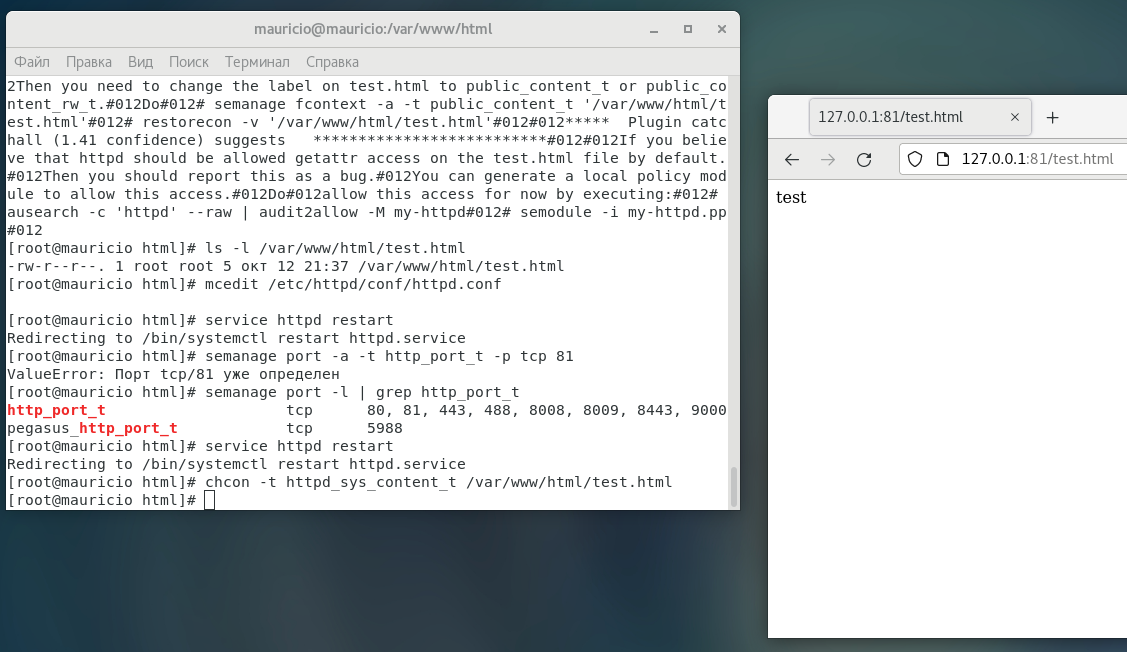 mauricio@mauricio:/var/www/html
Файл Правка Вид Поиск Терминал Справка
2Then you need to change the label on test.html to public_content_t or public_co
ntent_rw_t.#012Do#012# semanage fcontext -a -t public_content_t '/var/www/html/t
est.html'#012# restorecon -v '/var/www/html/test.html'#012#012***** Plugin catc
hall (1.41 confidence) suggests **************************#012#012If you belie
ve that httpd should be allowed getattr access on the test.html file by default.
#012Then you should report this as a bug.#012You can generate a local policy mod
ule to allow this access.#012Do#012allow this access for now by executing:#012#
ausearch -c 'httpd' --raw | audit2allow -M my-httpd#012# semodule -i my-httpd.pp
#012
[root@mauricio html]# ls -l /var/www/html/test.html
-rw-r--r--. 1 root root 5 окт 12 21:37 /var/www/html/test.html
[root@mauricio html]# mcedit /etc/httpd/conf/httpd.conf
[root@mauricio html]# service httpd restart
Redirecting to /bin/systemctl restart httpd.service
[root@mauricio html]# semanage port -a -t http_port_t -p tcp 81
ValueError: Порт tcp/81 уже определен
[root@mauricio html]# semanage port -l | grep http_port_t
http_port_t tcp 80, 81, 443, 488, 8008, 8009, 8443, 9000
pegasus_http_port_t tcp 5988
[root@mauricio html]# service httpd restart
Redirecting to /bin/systemctl restart httpd.service
[root@mauricio html]# chcon -t httpd_sys_content_t /var/www/html/test.html
[root@mauricio html]#
127.0.0.1:81/test.html
127.0.0.1:81/test.html
test